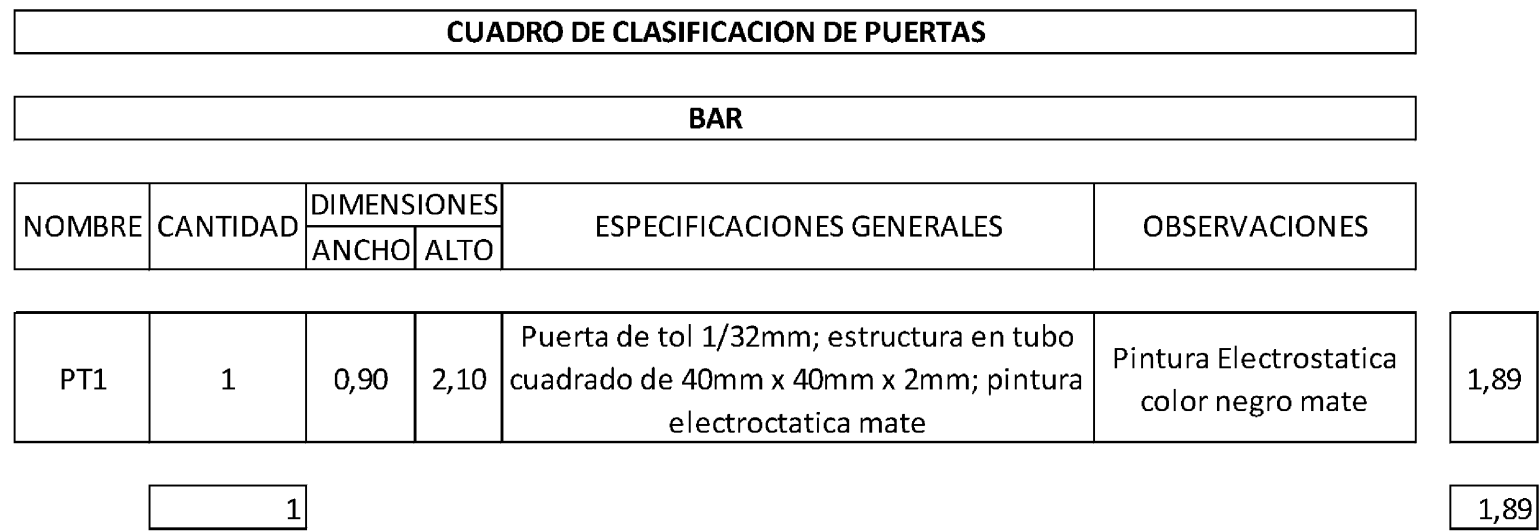 CUADRO DE CLASIFICACION DE PUERTAS
BAR
NOMBRE CANTIDAD DIMENSIONES ESPECIFICACIONES GENERALES OBSERVACIONES
ANCHO ALTO
PT1 1 0,90 2,10 Puerta de tol 1/32mm; estructura en tubo
cuadrado de 40mm x 40mm x 2mm; pintura
electroctatica mate
Pintura Electrostatica
color negro mate
1,89
1 1,89